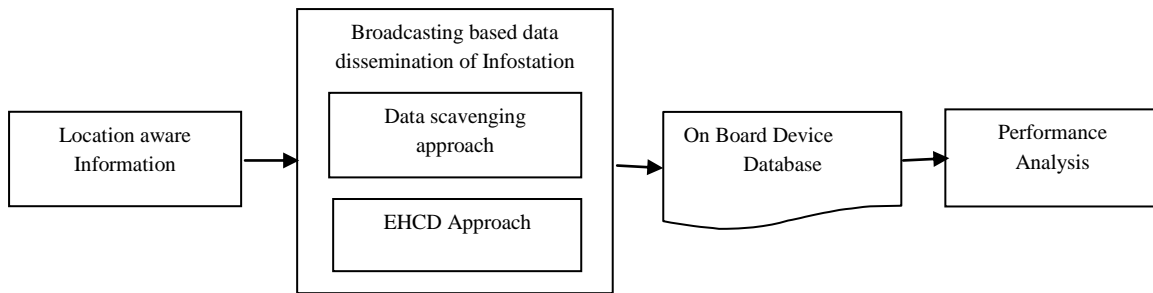 Location aware
Information
Broadcasting based data
dissemination of Infostation
Data scavenging
approach
EHCD Approach
On Board Device
Database
Performance
Analysis